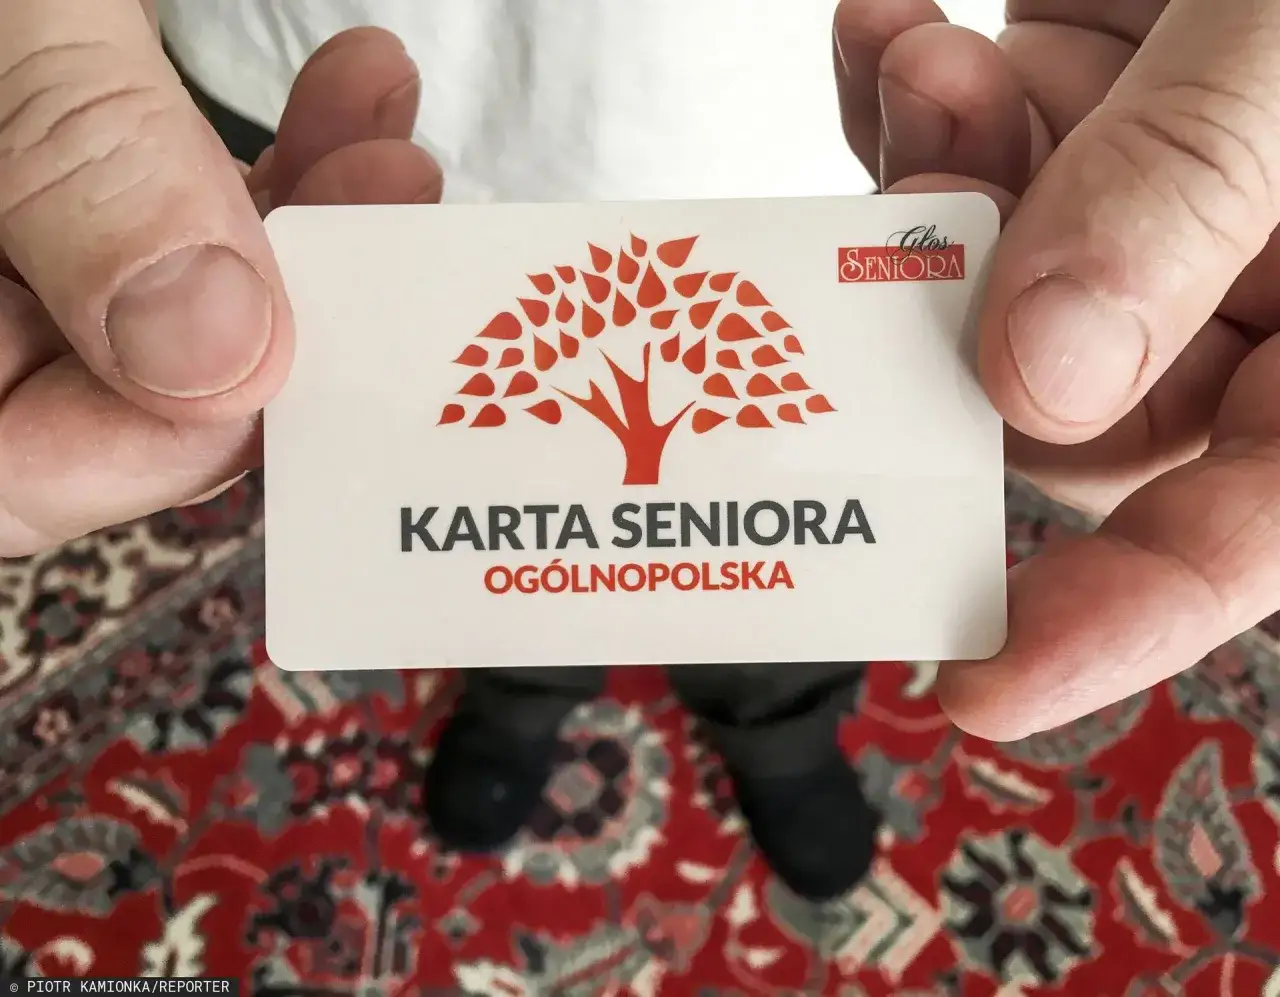 Głos
SENIORA
KARTA SENIORA
OGÓLNOPOLSKA
© PIOTR KAMIONKA/REPORTER